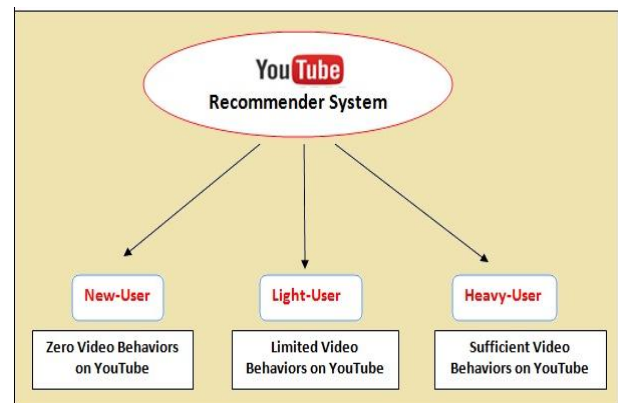 YouTube
Recommender System
New-User
Light-User
Heavy-User
Zero Video Behaviors
on YouTube
Limited Video
Behaviors on YouTube
Sufficient Video
Behaviors on YouTube